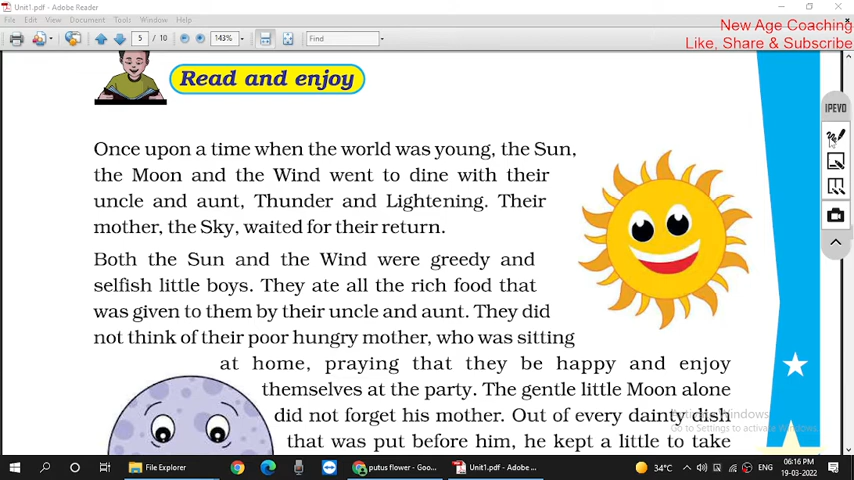 Unit1.pdf - Adobe Reader
File Edit View Document Tools Window Help
5 / 10 143% Find
New Age Coaching
Like, Share & Subscribe
IPEVO
Read and enjoy
Once upon a time when the world was young, the Sun,
the Moon and the Wind went to dine with their
uncle and aunt, Thunder and Lightening. Their
mother, the Sky, waited for their return.
Both the Sun and the Wind were greedy and
selfish little boys. They ate all the rich food that
was given to them by their uncle and aunt. They did
not think of their poor hungry mother, who was sitting
at home, praying that they be happy and enjoy
themselves at the party. The gentle little Moon alone
did not forget his mother. Out of every dainty dish
that was put before him, he kept a little to take
Activate Windows
Go to Settings to activate Windows.
File Explorer putus flower - Goo... Unit1.pdf - Adobe ... 34°C ENG 06:16 PM
19-03-2022